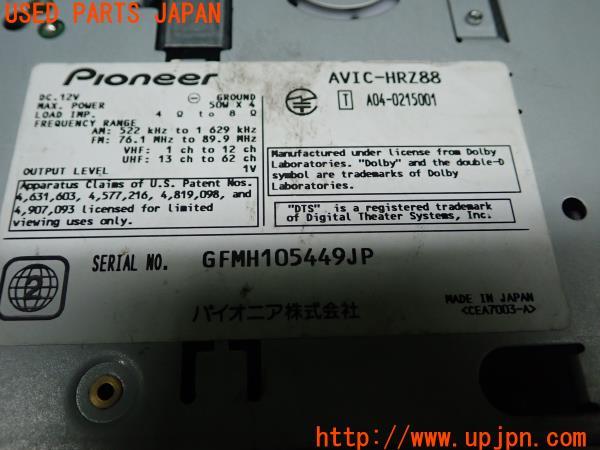 USED PARTS JAPAN
Pioneer
AVIC-HRZ88
DC.12V
GROUND
MAX. POWER 50W X 4
LOAD IMP. 4 Ω to 8 Ω
FREQUENCY RANGE
AM: 522 kHz to 1 629 kHz
FM: 76.1 MHz to 89.9 MHz
VHF: 1 ch to 12 ch
UHF: 13 ch to 62 ch
OUTPUT LEVEL 1V
T A04-0215001
Apparatus Claims of U.S. Patent Nos.
4,631,603, 4,577,216, 4,819,098, and
4,907,093 licensed for limited
viewing uses only.
Manufactured under license from Dolby
Laboratories. "Dolby" and the double-D
symbol are trademarks of Dolby
Laboratories.
"DTS" is a registered trademark
of Digital Theater Systems, Inc.
2
SERIAL NO. GFMH105449JP
パイオニア株式会社
MADE IN JAPAN
<CEA7003-A>
UPJ
http://www.upjpn.com